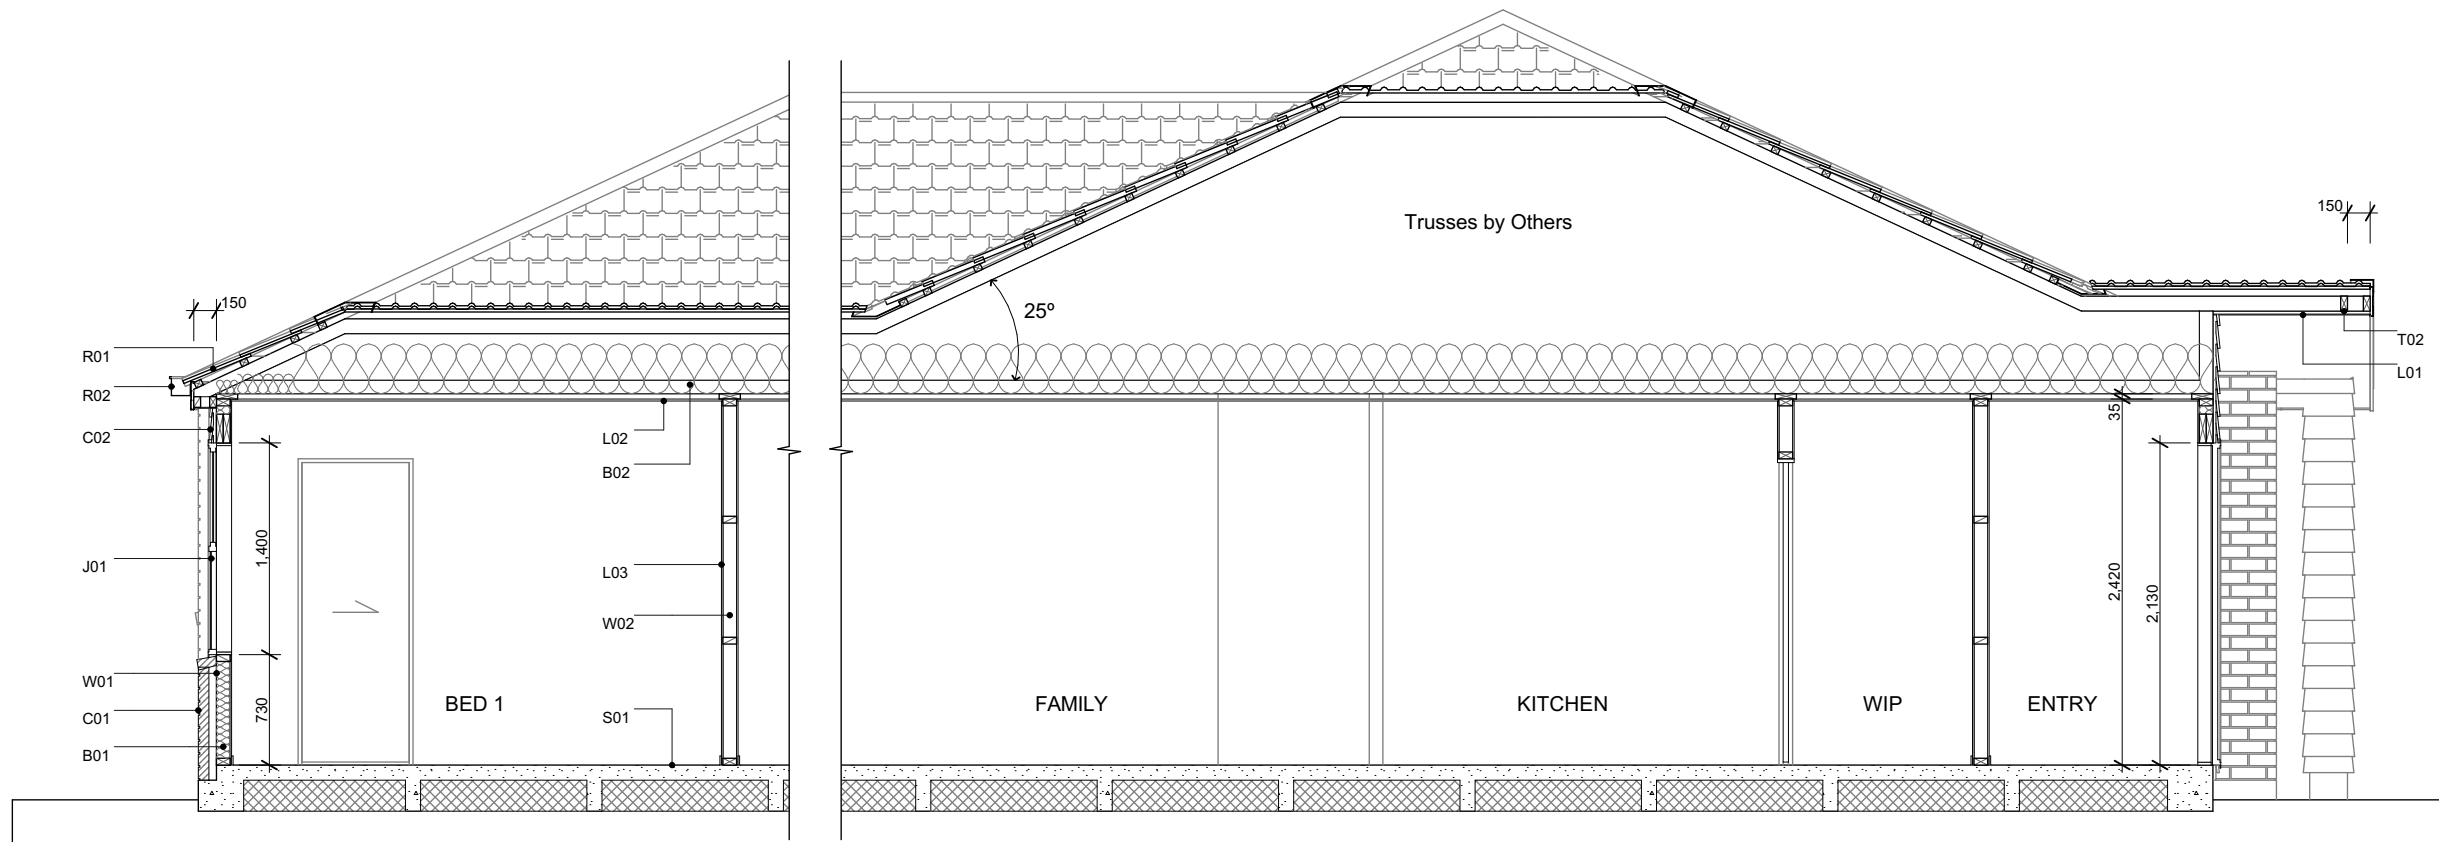 Trusses by Others
150
150
25º
R01
R02
C02
J01
W01
C01
B01
1,400
730
BED 1
L02
B02
L03
W02
S01
FAMILY
KITCHEN
WIP
ENTRY
35
2,420
2,130
T02
L01